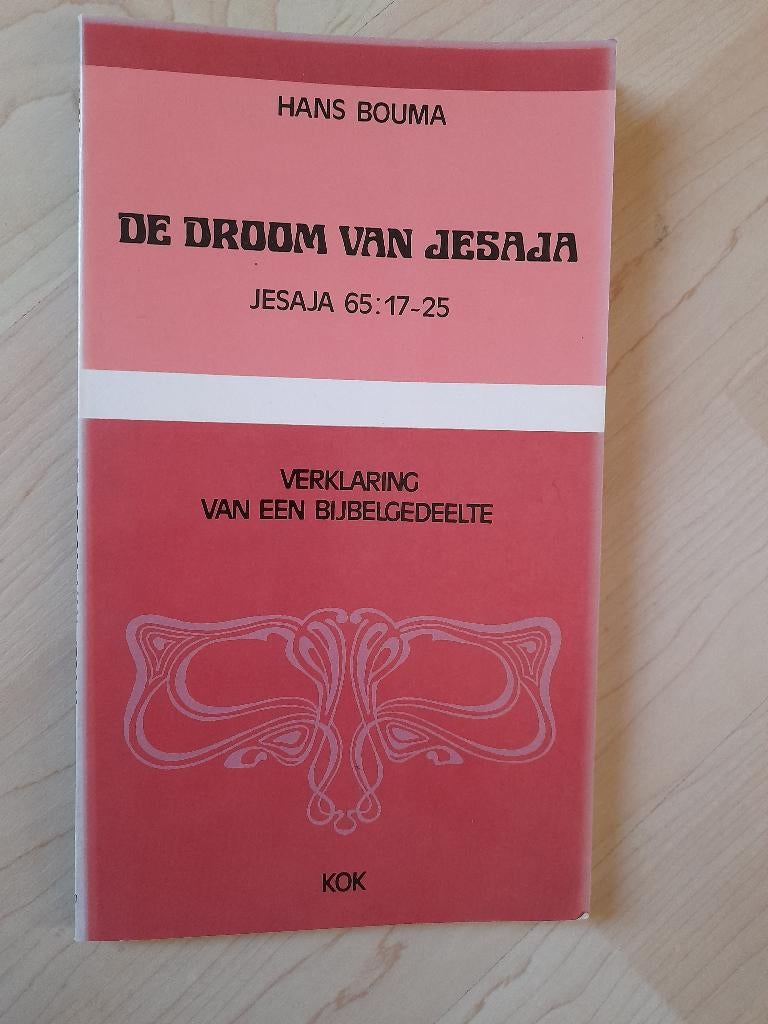 HANS BOUMA
DE DROOM VAN JESAJA
JESAJA 65:17-25
VERKLARING
VAN EEN BIJBELGEDEELTE
KOK